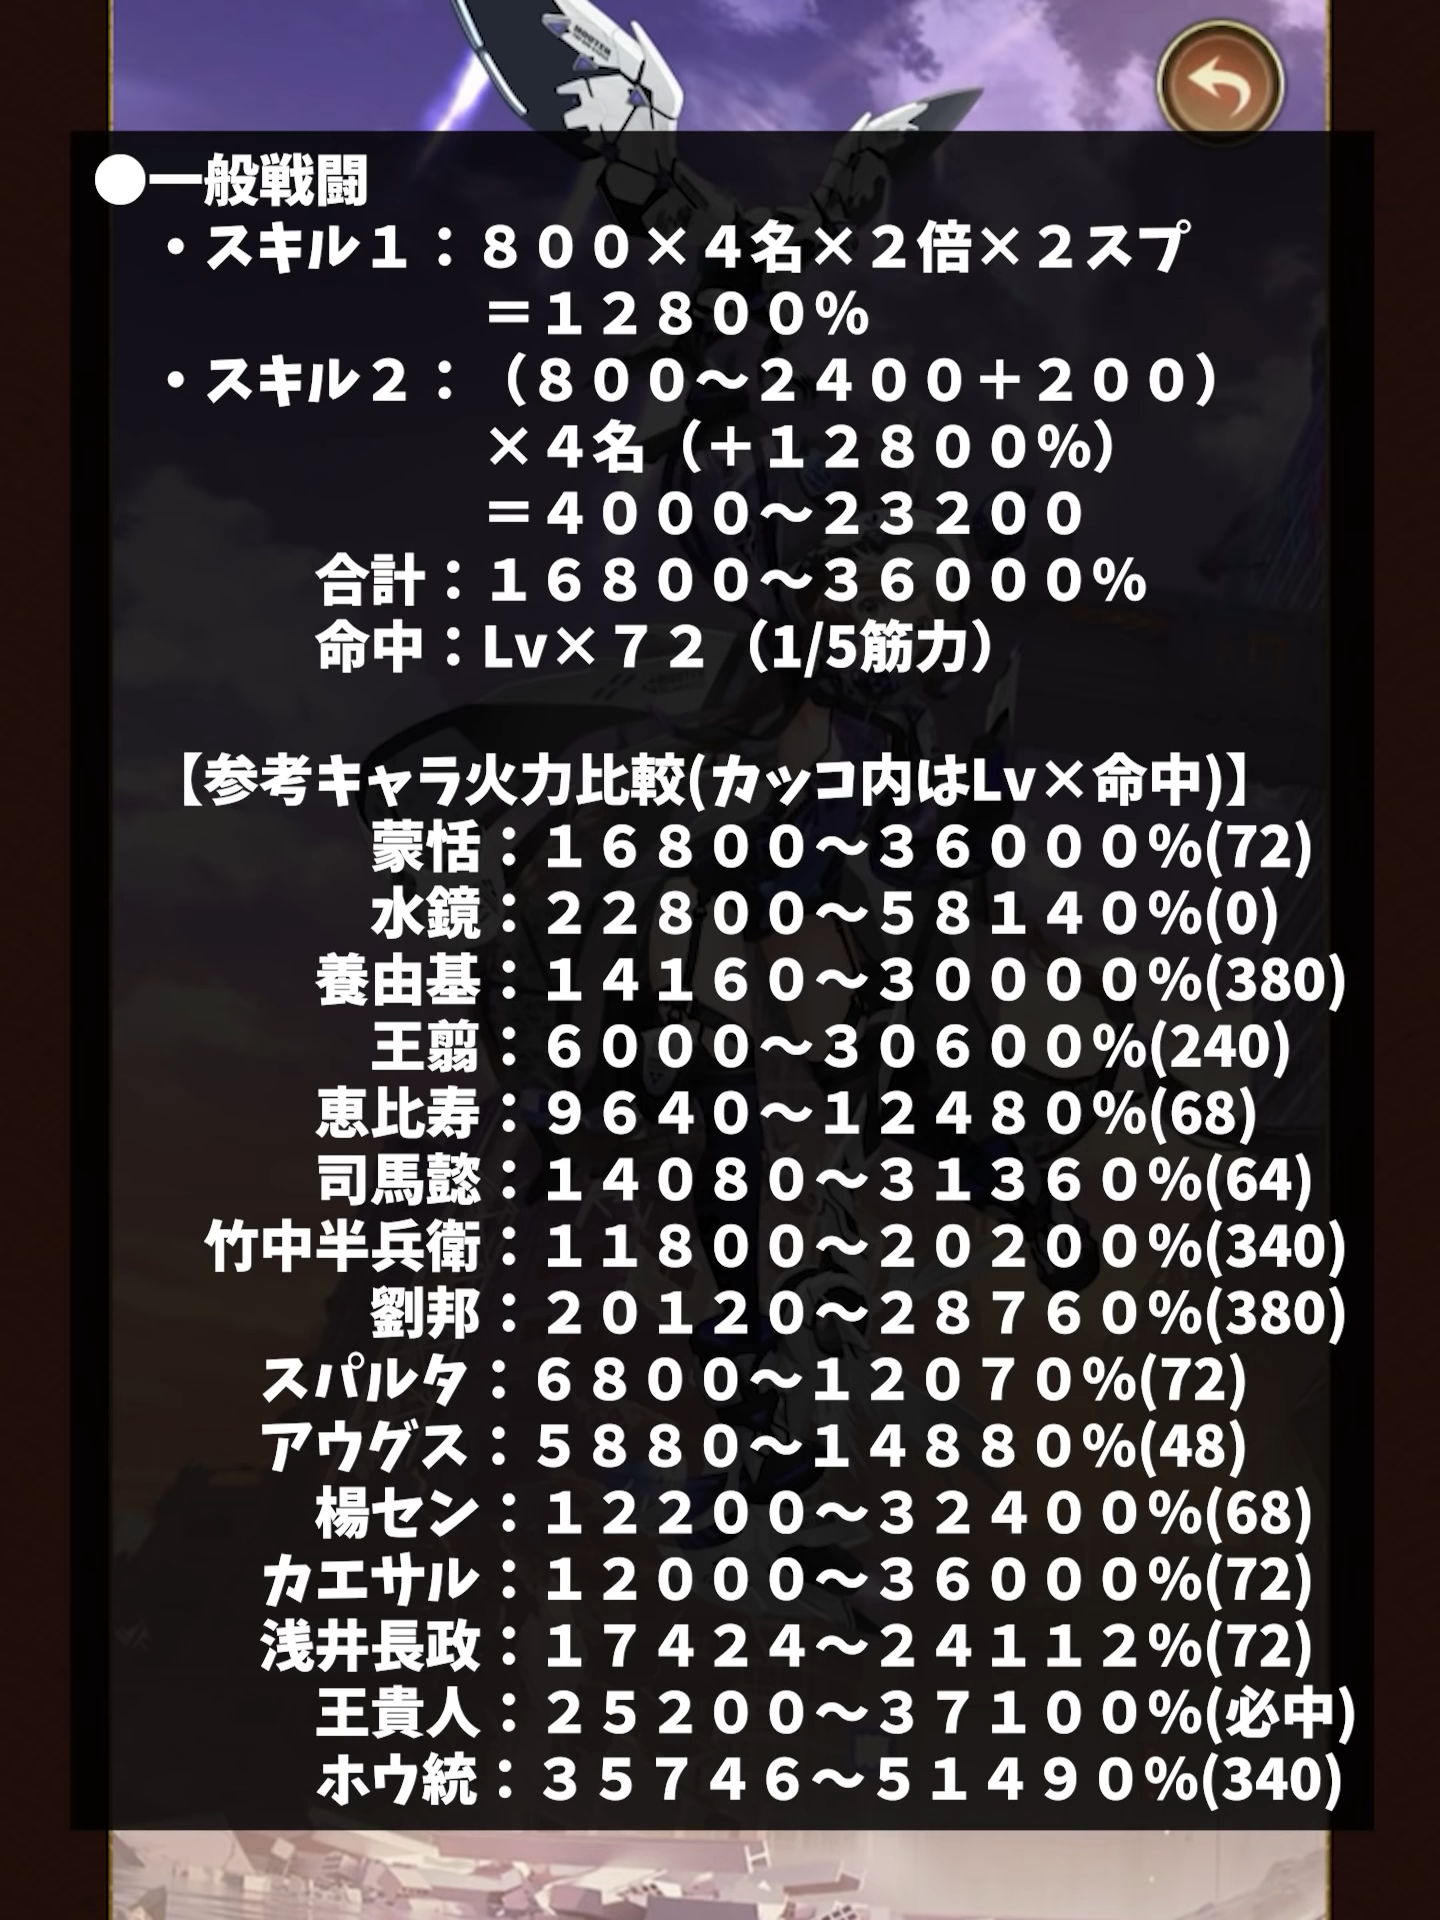 ●一般戦闘
・スキル１：８００×４名×２倍×２スプ
＝１２８００％
・スキル２：（８００～２４００＋２００）
×４名（＋１２８００％）
＝４０００～２３２００
合計：１６８００～３６０００％
命中：Lv×７２（1/5筋力）
【参考キャラ火力比較(カッコ内はLv×命中)】
蒙恬：１６８００～３６０００％(72)
水鏡：２２８００～５８１４０％(0)
養由基：１４１６０～３００００％(380)
王翦：６０００～３０６００％(240)
恵比寿：９６４０～１２４８０％(68)
司馬懿：１４０８０～３１３６０％(64)
竹中半兵衛：１１８００～２０２００％(340)
劉邦：２０１２０～２８７６０％(380)
スパルタ：６８００～１２０７０％(72)
アウグス：５８８０～１４８８０％(48)
楊セン：１２２００～３２４００％(68)
カエサル：１２０００～３６０００％(72)
浅井長政：１７４２４～２４１１２％(72)
王貴人：２５２００～３７１００％(必中)
ホウ統：３５７４６～５１４９０％(340)